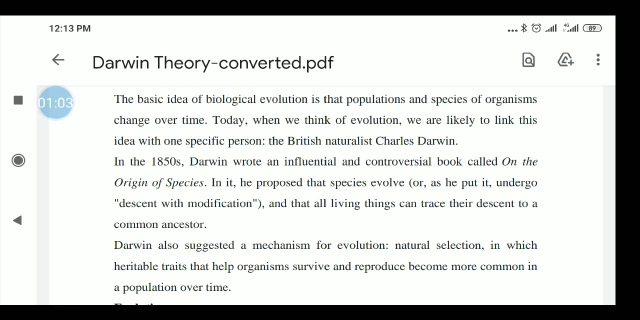 12:13 PM
89
Darwin Theory-converted.pdf
01:03
The basic idea of biological evolution is that populations and species of organisms
change over time. Today, when we think of evolution, we are likely to link this
idea with one specific person: the British naturalist Charles Darwin.
In the 1850s, Darwin wrote an influential and controversial book called On the
Origin of Species. In it, he proposed that species evolve (or, as he put it, undergo
"descent with modification"), and that all living things can trace their descent to a
common ancestor.
Darwin also suggested a mechanism for evolution: natural selection, in which
heritable traits that help organisms survive and reproduce become more common in
a population over time.